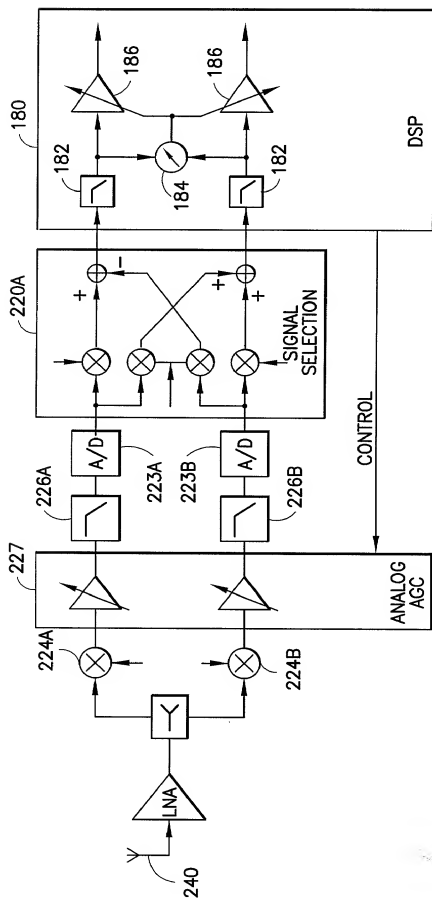 180
186
186
182
184
182
DSP
220A
+
−
+
+
SIGNAL
SELECTION
226A
A/D
223A
223B
A/D
226B
CONTROL
227
ANALOG
AGC
224A
224B
LNA
240